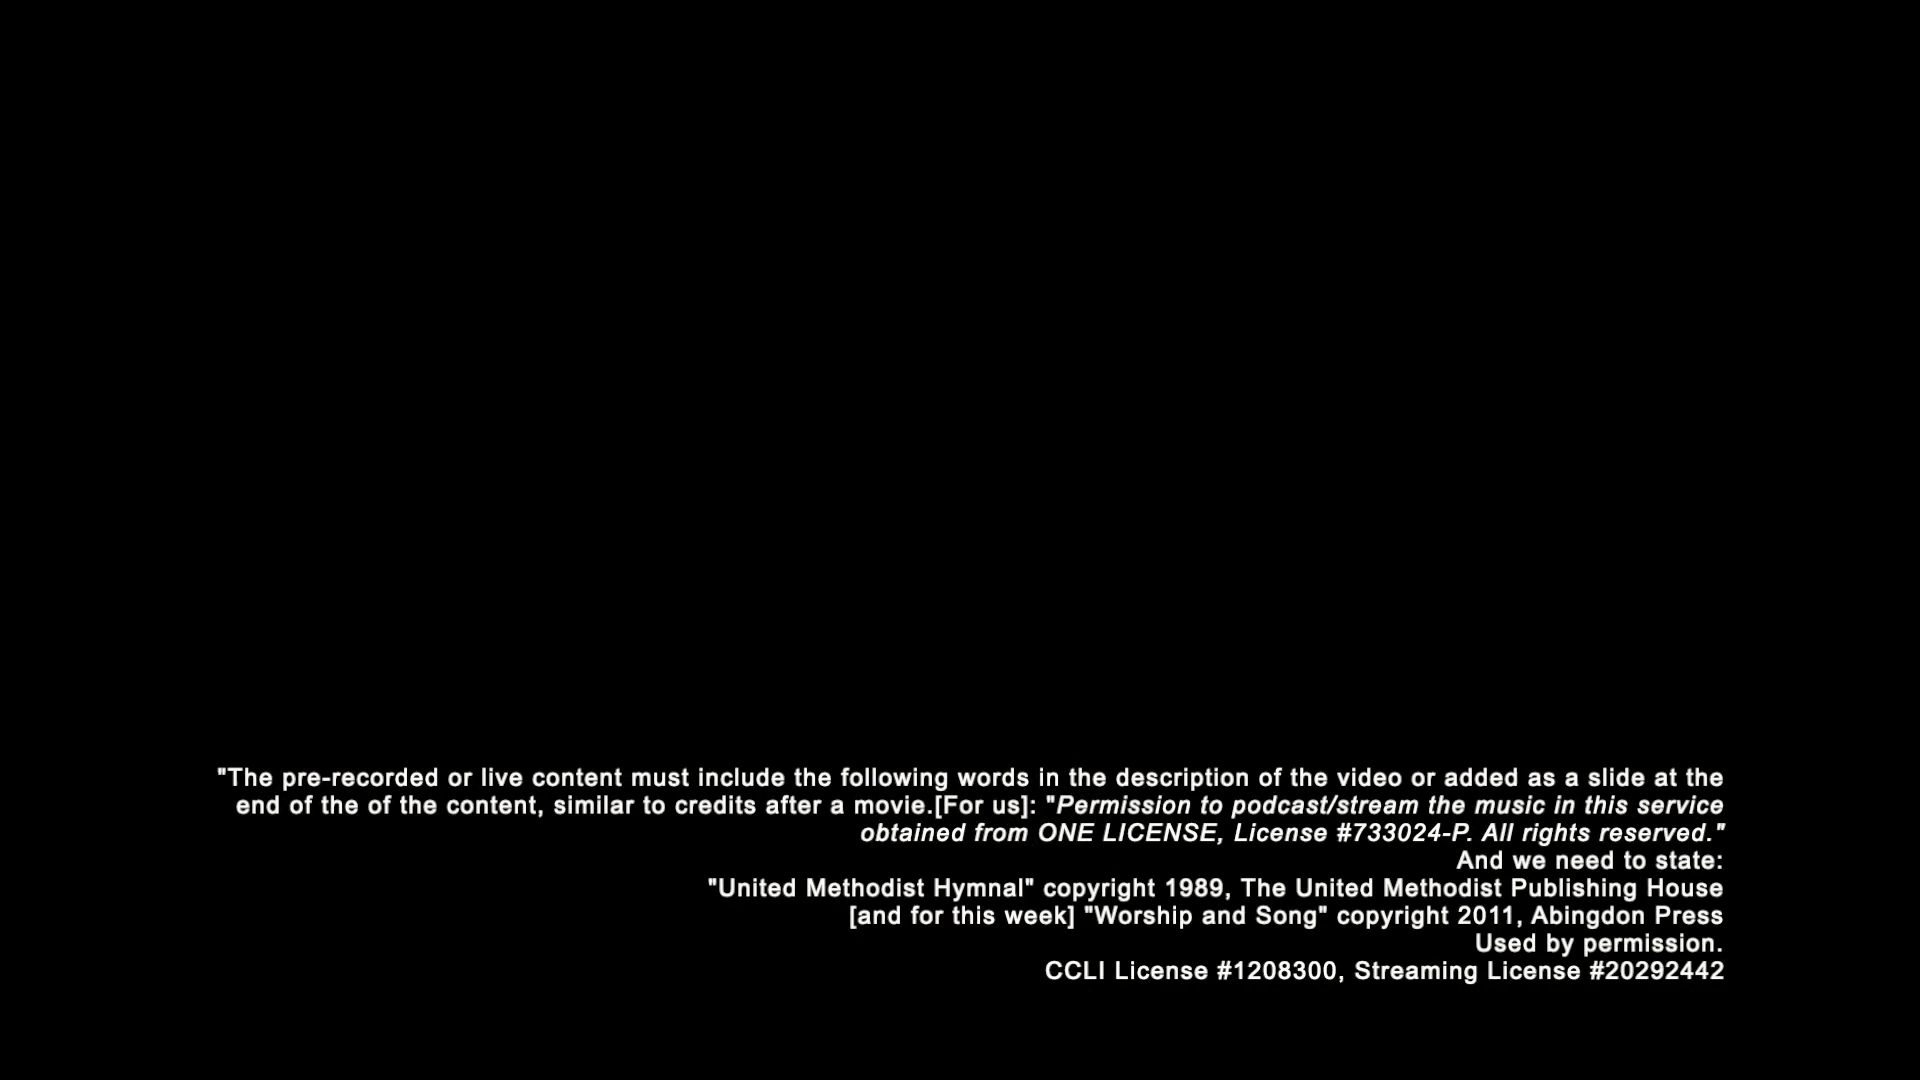 "The pre-recorded or live content must include the following words in the description of the video or added as a slide at the
end of the of the content, similar to credits after a movie.[For us]: "Permission to podcast/stream the music in this service
obtained from ONE LICENSE, License #733024-P. All rights reserved."
And we need to state:
"United Methodist Hymnal" copyright 1989, The United Methodist Publishing House
[and for this week] "Worship and Song" copyright 2011, Abingdon Press
Used by permission.
CCLI License #1208300, Streaming License #20292442